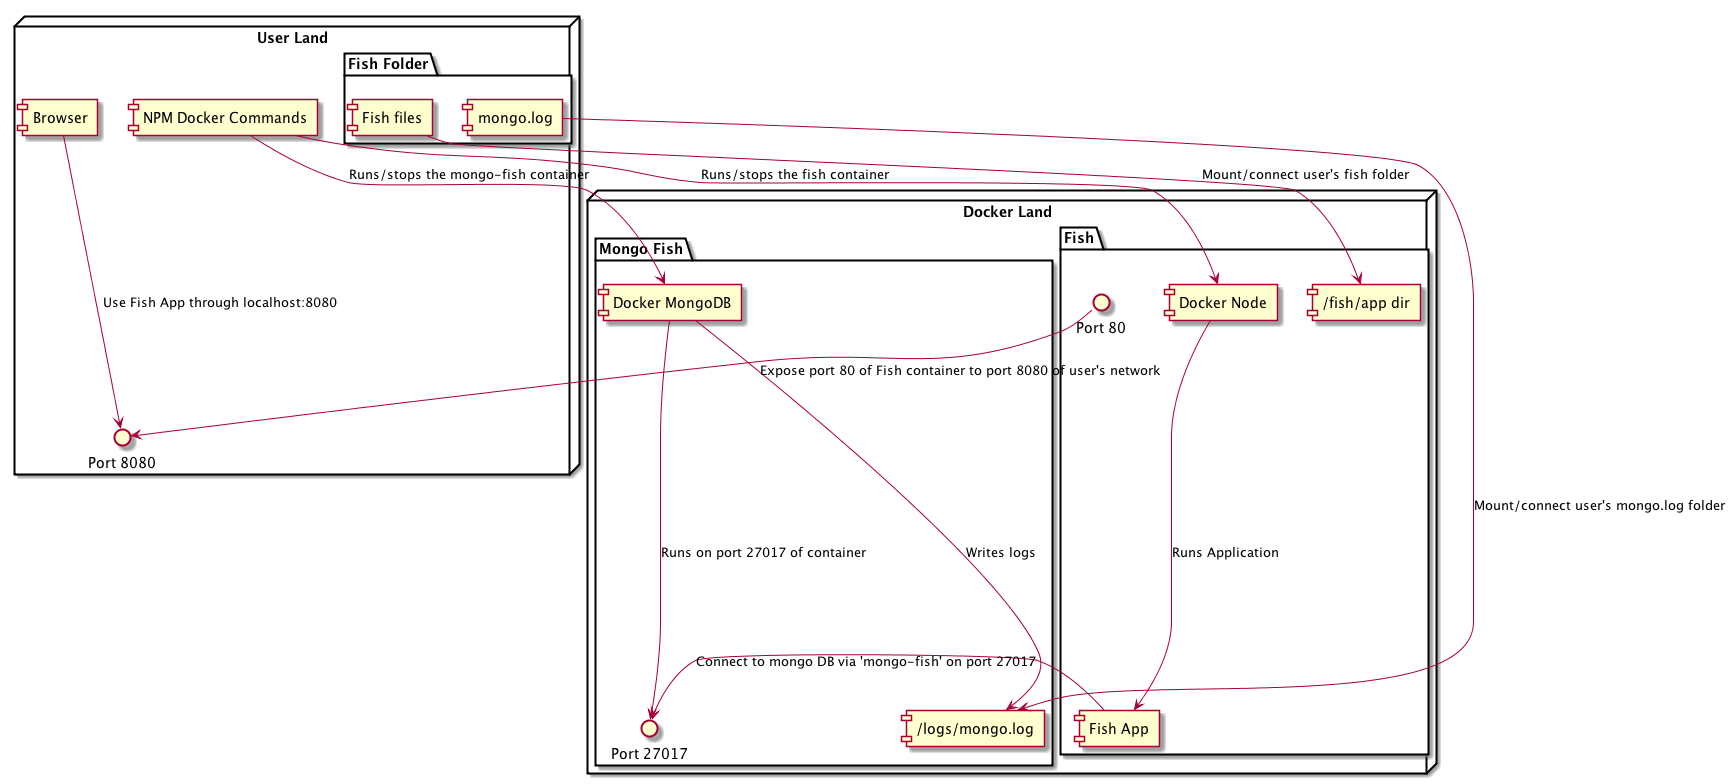 User Land
Fish Folder
Browser
NPM Docker Commands
Fish files
mongo.log
Runs/stops the mongo-fish container
Runs/stops the fish container
Mount/connect user's fish folder
Docker Land
Mongo Fish
Fish
Docker MongoDB
Port 80
Docker Node
/fish/app dir
Use Fish App through localhost:8080
Expose port 80 of Fish container to port 8080 of user's network
Port 8080
Mount/connect user's mongo.log folder
Runs on port 27017 of container
Writes logs
Runs Application
Connect to mongo DB via 'mongo-fish' on port 27017
Port 27017
/logs/mongo.log
Fish App